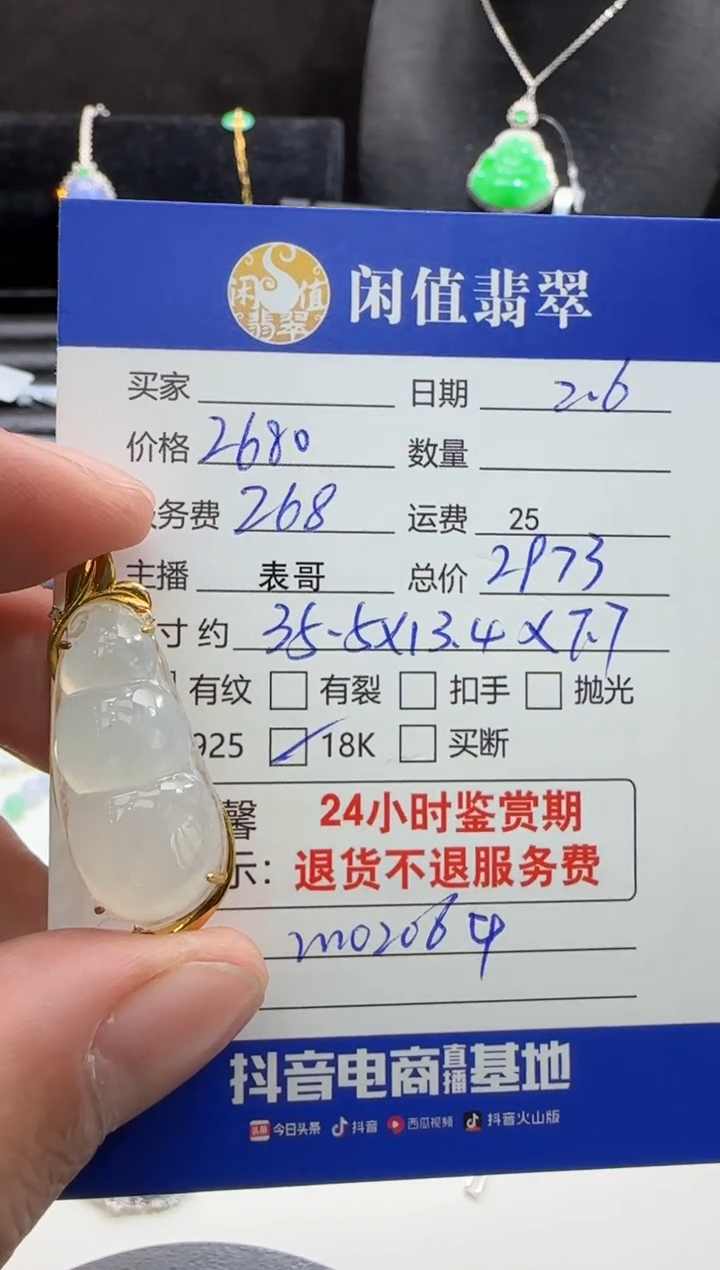 闲值翡翠
闲值翡翠
买家 日期 2.6
价格 2680 数量
务费 268 运费 25
主播 表哥 总价 2973
寸约 35.5X13.4X7.7
有纹 有裂 扣手 抛光
925 18K 买断
馨 24小时鉴赏期
示: 退货不退服务费
m02064
抖音电商直播基地
头条 今日头条 抖音 西瓜视频 抖音火山版